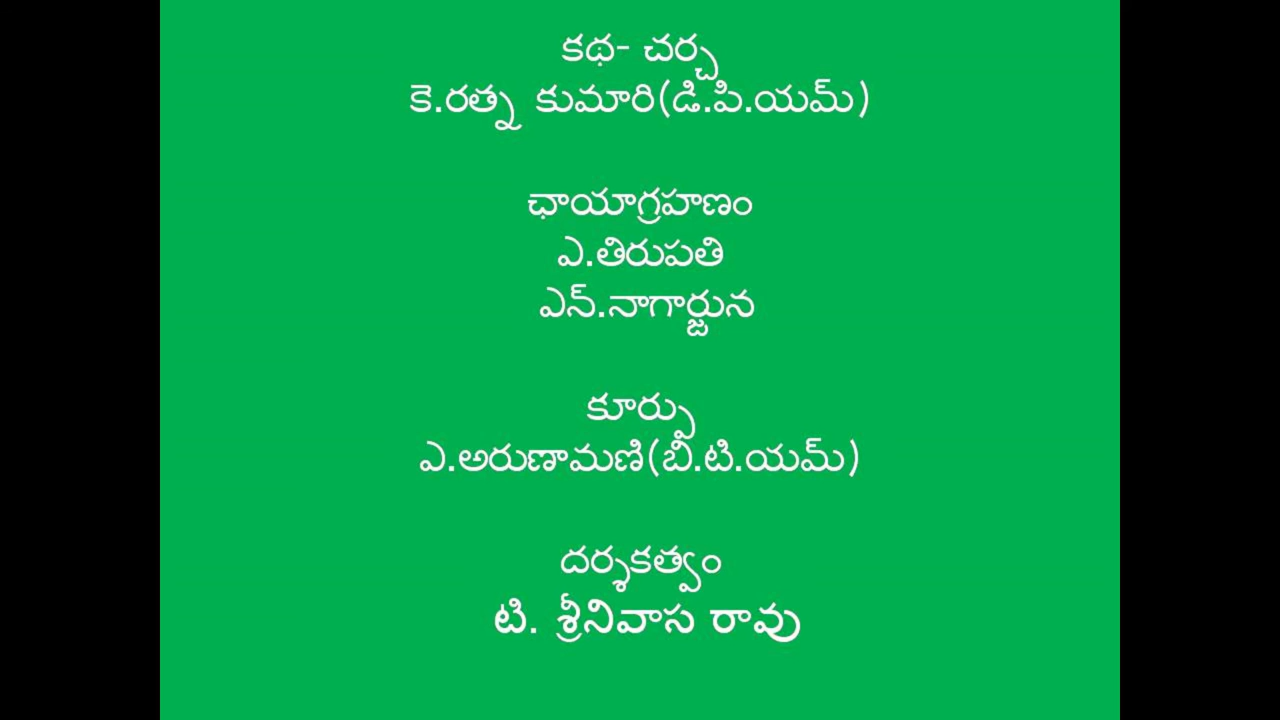 కథ- చర్చ
కె.రత్న కుమారి(డి.పి.యమ్)
ఛాయాగ్రహణం
ఎ.తిరుపతి
ఎన్.నాగార్జున
కూర్పు
ఎ.అరుణామణి(బి.టి.యమ్)
దర్శకత్వం
టి. శ్రీనివాస రావు